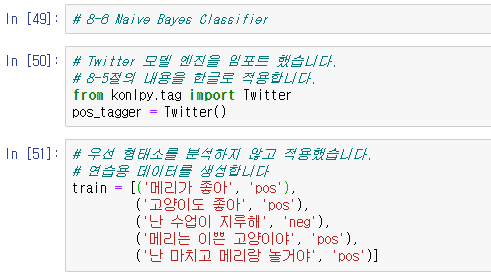 In [49]: # 8-6 Naive Bayes Classifier
In [50]: # Twitter 모델 엔진을 임포트 했습니다.
# 8-5절의 내용을 한글로 적용합니다.
from konlpy.tag import Twitter
pos_tagger = Twitter()
In [51]: # 우선 형태소를 분석하지 않고 적용했습니다.
# 연습용 데이터를 생성합니다
train = [('메리가 좋아', 'pos'),
('고양이도 좋아', 'pos'),
('난 수업이 지루해', 'neg'),
('메리는 이쁜 고양이야', 'pos'),
('난 마치고 메리랑 놀거야', 'pos')]